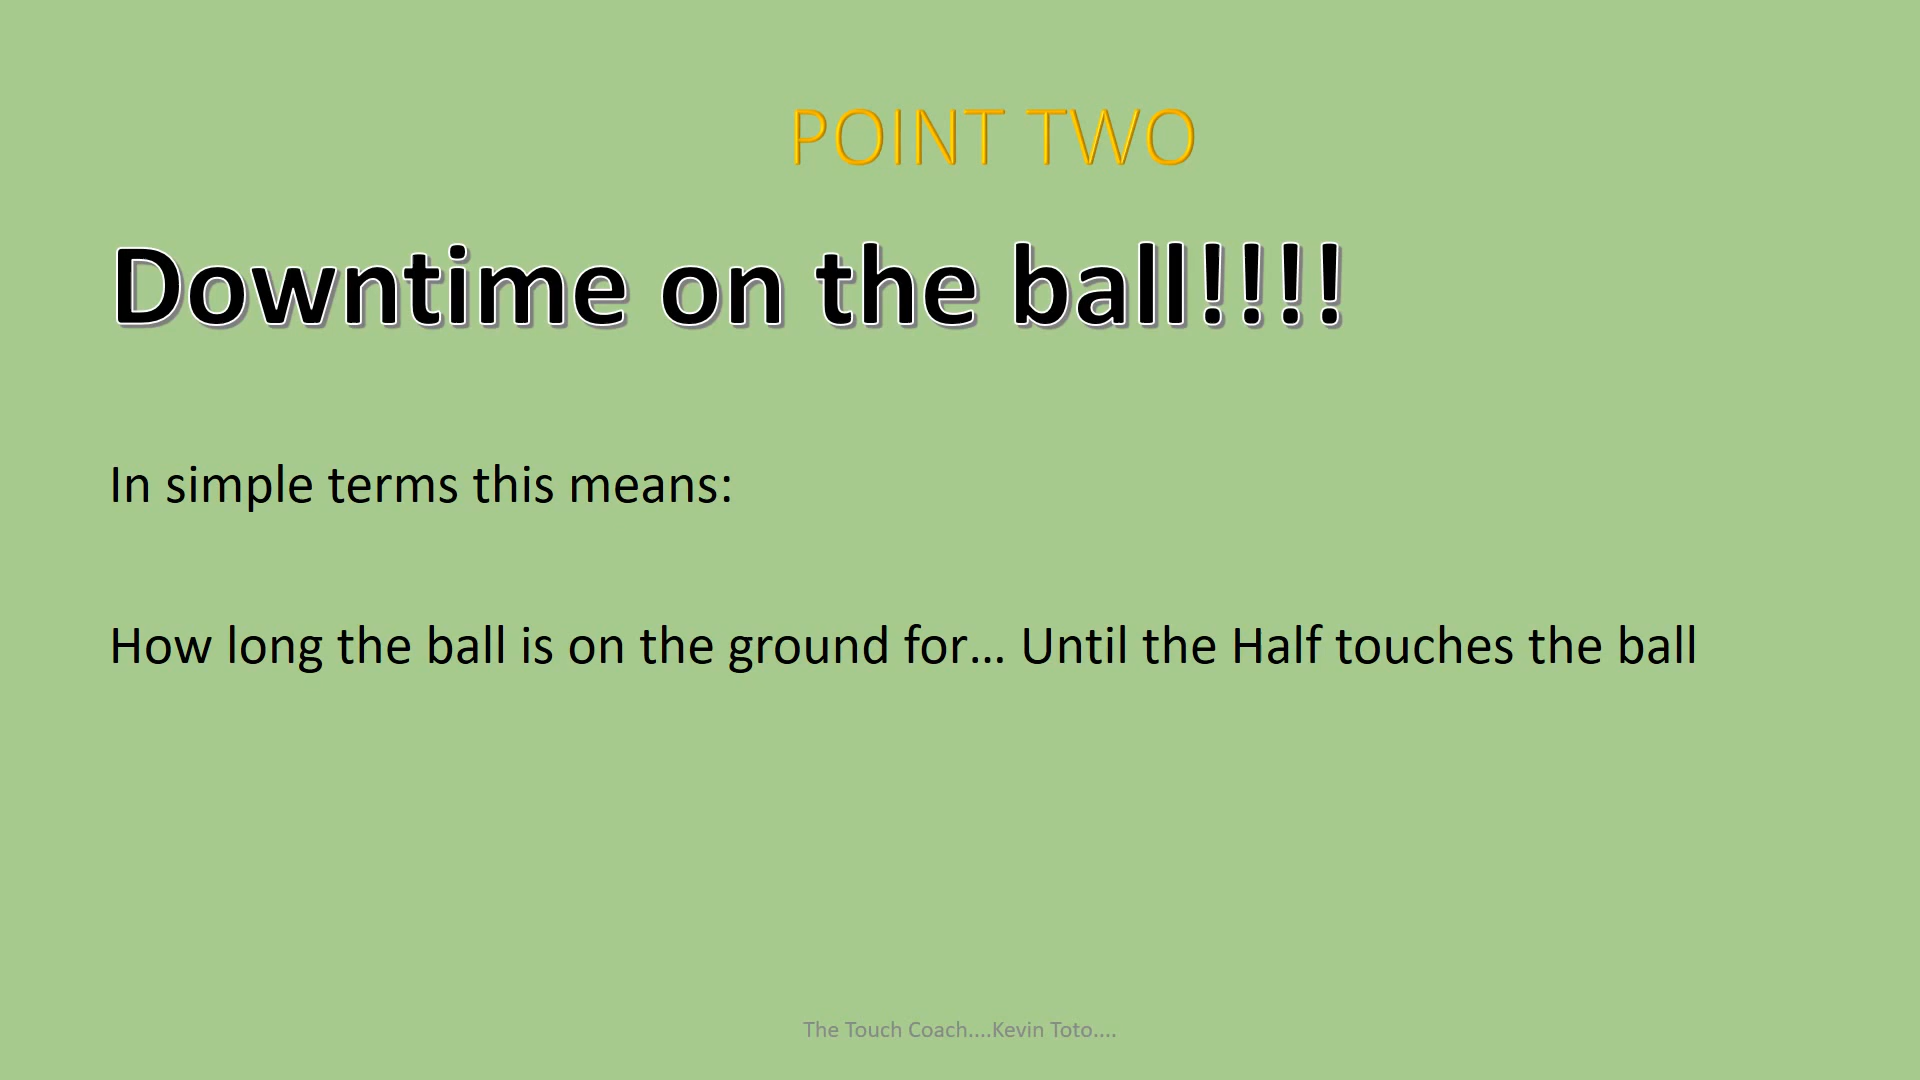 POINT TWO
Downtime on the ball!!!!
In simple terms this means:
How long the ball is on the ground for... Until the Half touches the ball
The Touch Coach....Kevin Toto....